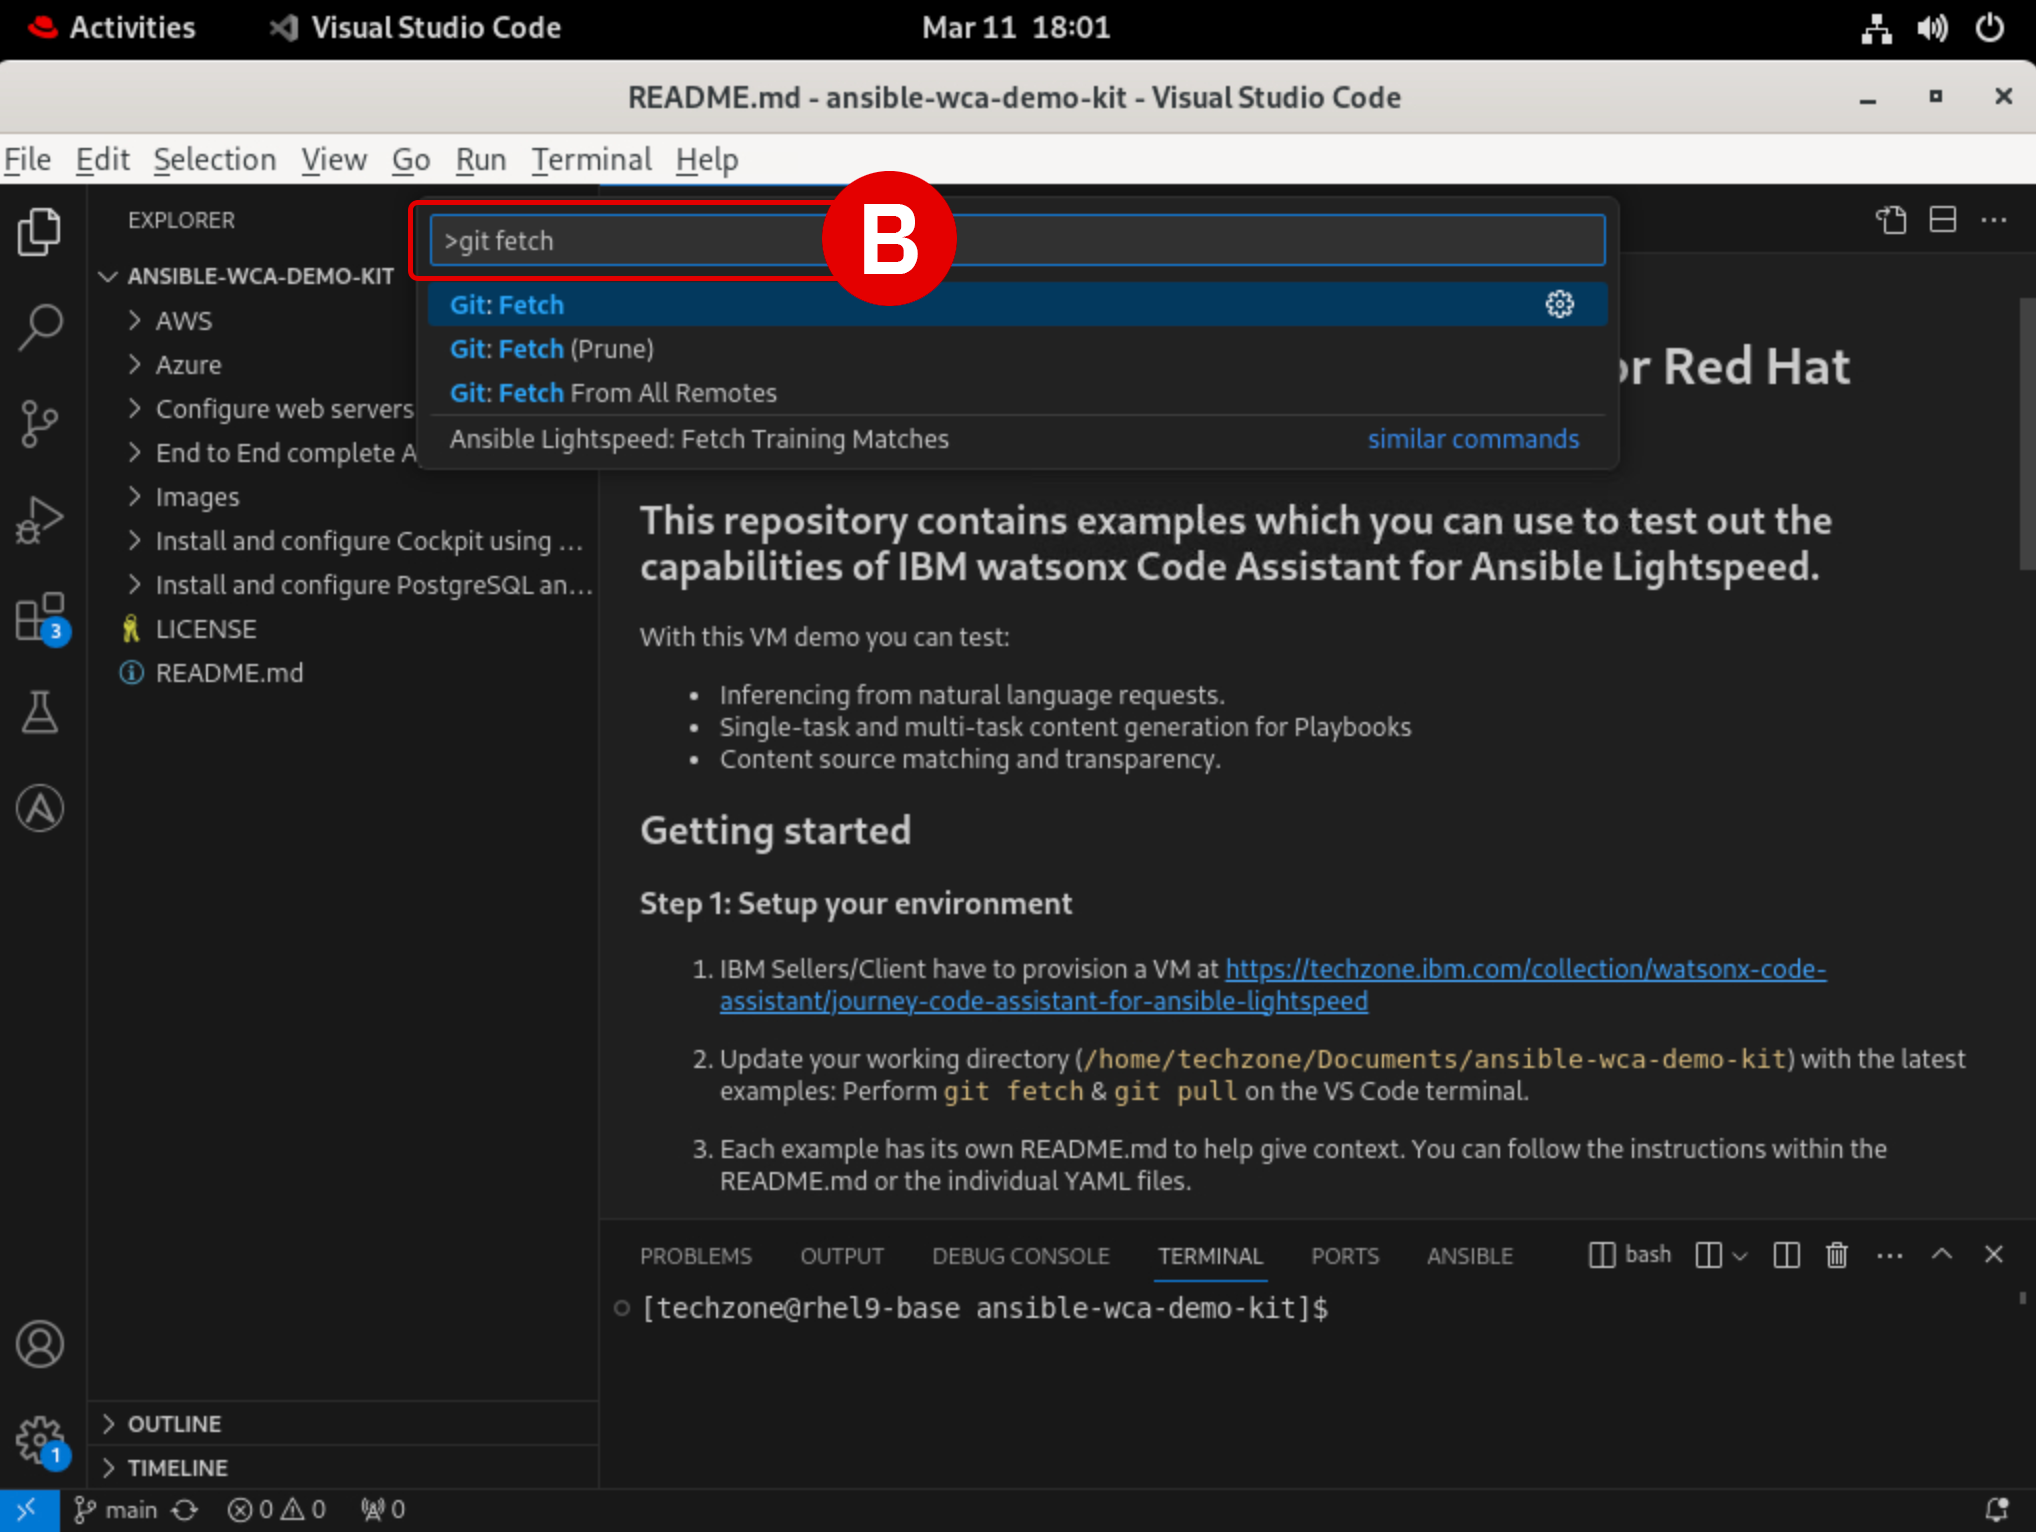 Activities
Visual Studio Code
Mar 11 18:01
README.md - ansible-wca-demo-kit - Visual Studio Code
File Edit Selection View Go Run Terminal Help
EXPLORER
ANSIBLE-WCA-DEMO-KIT
AWS
Azure
Configure web servers
End to End complete A
Images
Install and configure Cockpit using ...
Install and configure PostgreSQL an...
LICENSE
README.md
3
1
OUTLINE
TIMELINE
>git fetch
B
Git: Fetch
Git: Fetch (Prune)
Git: Fetch From All Remotes
Ansible Lightspeed: Fetch Training Matches
similar commands
or Red Hat
This repository contains examples which you can use to test out the
capabilities of IBM watsonx Code Assistant for Ansible Lightspeed.
With this VM demo you can test:
• Inferencing from natural language requests.
• Single-task and multi-task content generation for Playbooks
• Content source matching and transparency.
Getting started
Step 1: Setup your environment
1. IBM Sellers/Client have to provision a VM at https://techzone.ibm.com/collection/watsonx-code-
assistant/journey-code-assistant-for-ansible-lightspeed
2. Update your working directory (/home/techzone/Documents/ansible-wca-demo-kit) with the latest
examples: Perform git fetch & git pull on the VS Code terminal.
3. Each example has its own README.md to help give context. You can follow the instructions within the
README.md or the individual YAML files.
PROBLEMS OUTPUT DEBUG CONSOLE TERMINAL PORTS ANSIBLE
bash
[techzone@rhel9-base ansible-wca-demo-kit]$
main 0 0 0